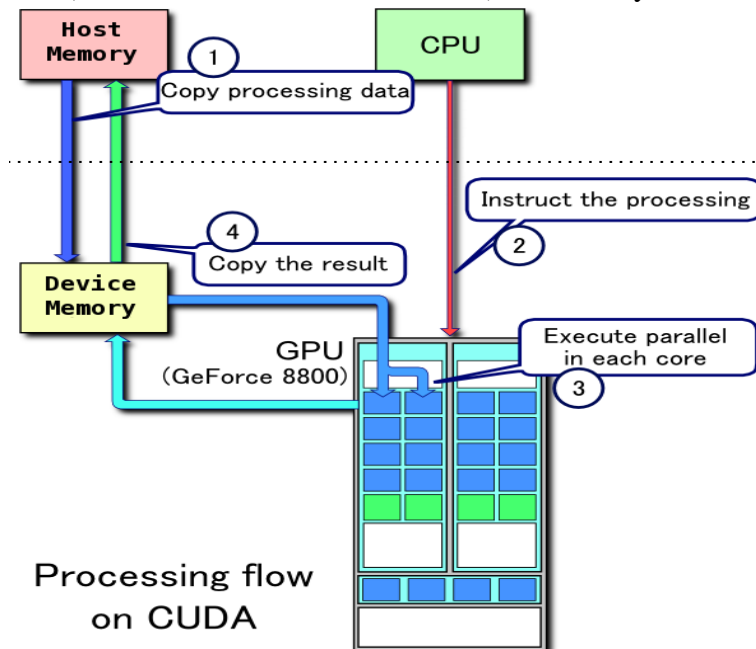 Host
Memory
CPU
1
Copy processing data
Instruct the processing
2
4
Copy the result
Device
Memory
GPU
(GeForce 8800)
Execute parallel
in each core
3
Processing flow
on CUDA